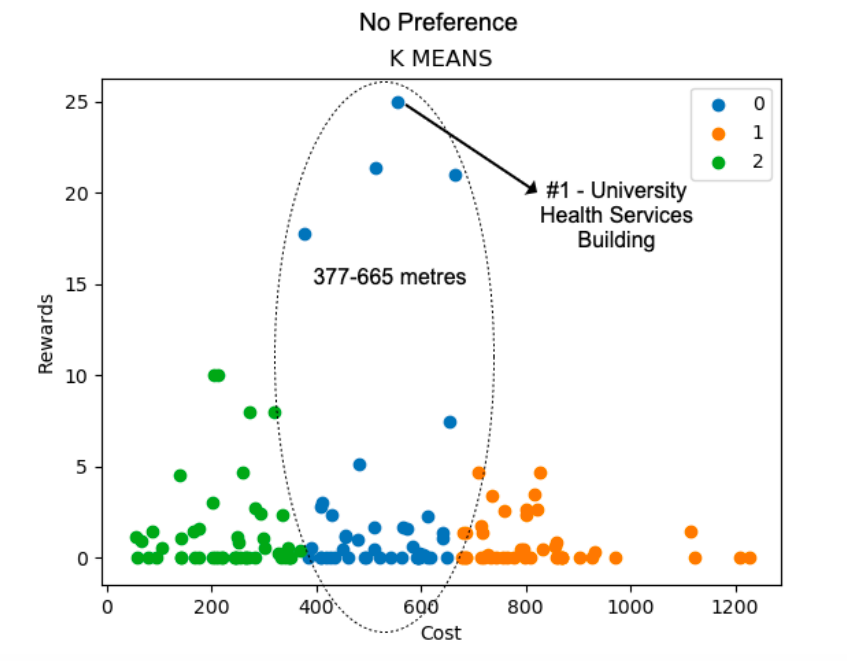 No Preference
K MEANS
25
20
15
10
5
0
Rewards
0
1
2
#1 - University
Health Services
Building
377-665 metres
0
200
400
600
800
1000
1200
Cost